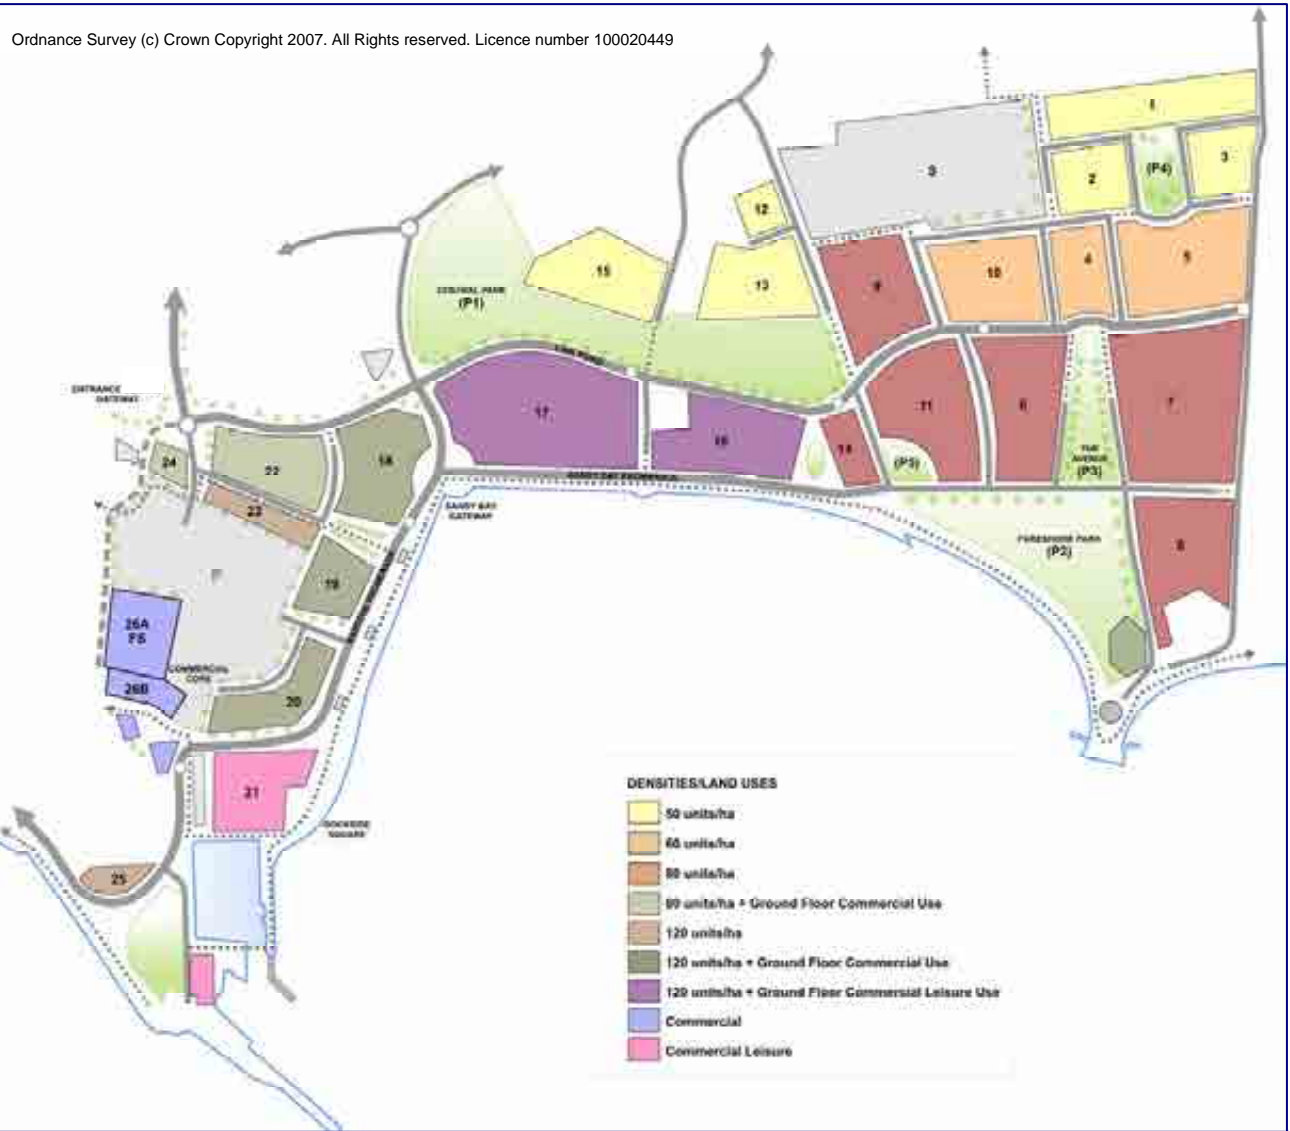 Ordnance Survey (c) Crown Copyright 2007. All Rights reserved. Licence number 100020449
1
2
(P4)
3
9
12
15
13
10
4
5
CENTRAL PARK
(P1)
LINK ROAD
ENTRANCE
GATEWAY
17
16
14
11
6
7
(P5)
THE
AVENUE
(P3)
24
22
18
23
SANDY BAY
GATEWAY
FORESHORE PARK
(P2)
8
19
26A
FS
26B
COMMERCIAL
CORE
20
21
DOCKSIDE
SQUARE
25
DENSITIES/LAND USES
50 units/ha
60 units/ha
80 units/ha
80 units/ha + Ground Floor Commercial Use
120 units/ha
120 units/ha + Ground Floor Commercial Use
120 units/ha + Ground Floor Commercial Leisure Use
Commercial
Commercial Leisure